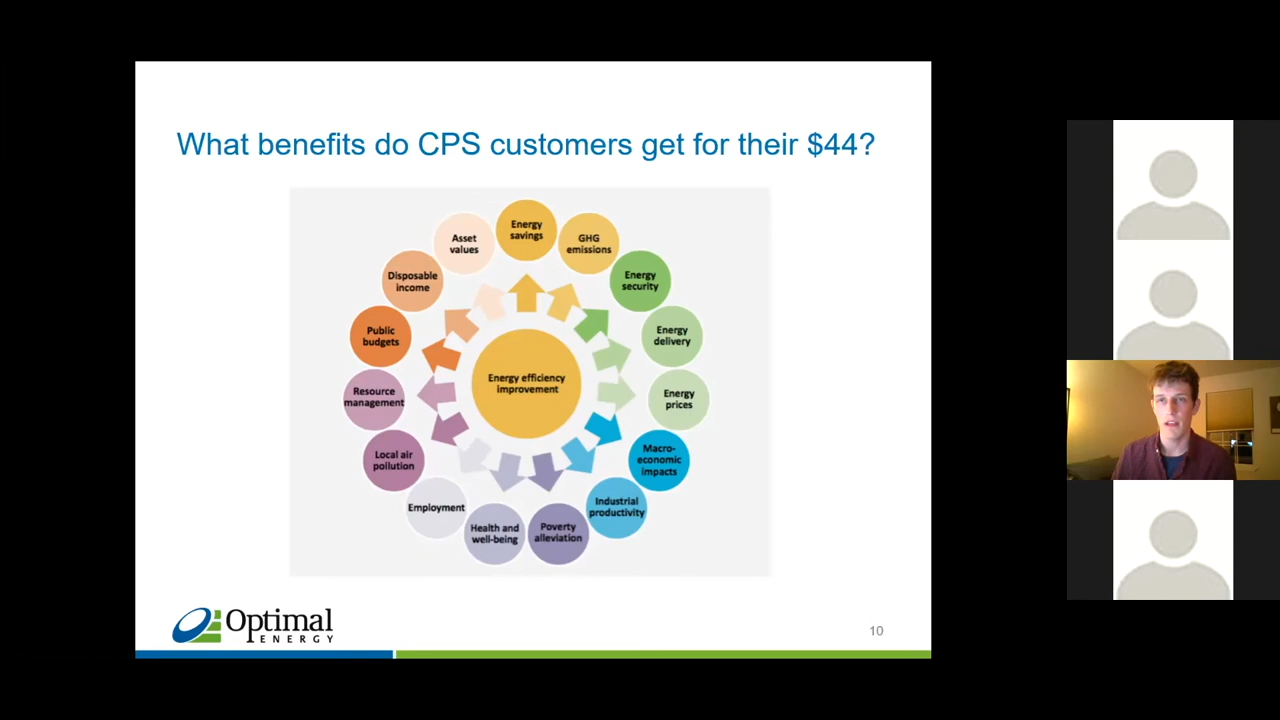 What benefits do CPS customers get for their $44?
Energy
savings
GHG
emissions
Energy
security
Energy
delivery
Energy
prices
Macro-
economic
impacts
Industrial
productivity
Poverty
alleviation
Health and
well-being
Employment
Local air
pollution
Resource
management
Public
budgets
Disposable
income
Asset
values
Energy efficiency
improvement
Optimal
ENERGY
10